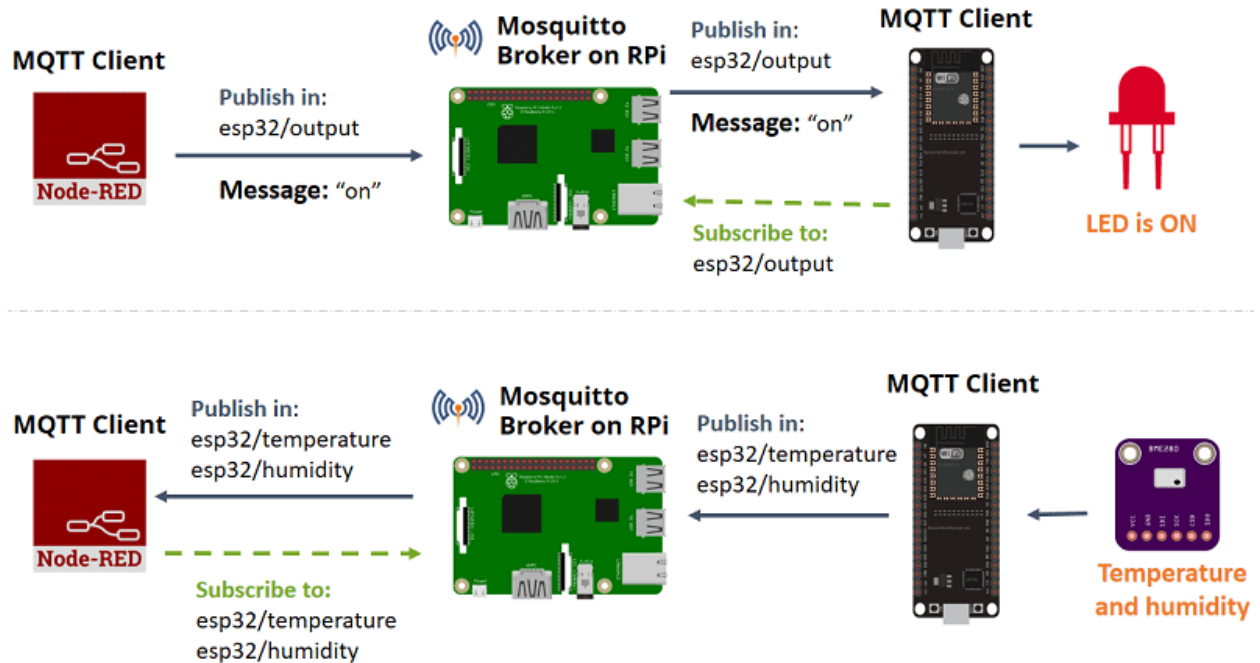 MQTT Client
Node-RED
Publish in:
esp32/output
Message: “on”
Mosquitto
Broker on RPi
Publish in:
esp32/output
Message: “on”
Subscribe to:
esp32/output
MQTT Client
LED is ON
MQTT Client
Node-RED
Publish in:
esp32/temperature
esp32/humidity
Subscribe to:
esp32/temperature
esp32/humidity
Mosquitto
Broker on RPi
Publish in:
esp32/temperature
esp32/humidity
MQTT Client
BME280
VCC
GND
Temperature
and humidity